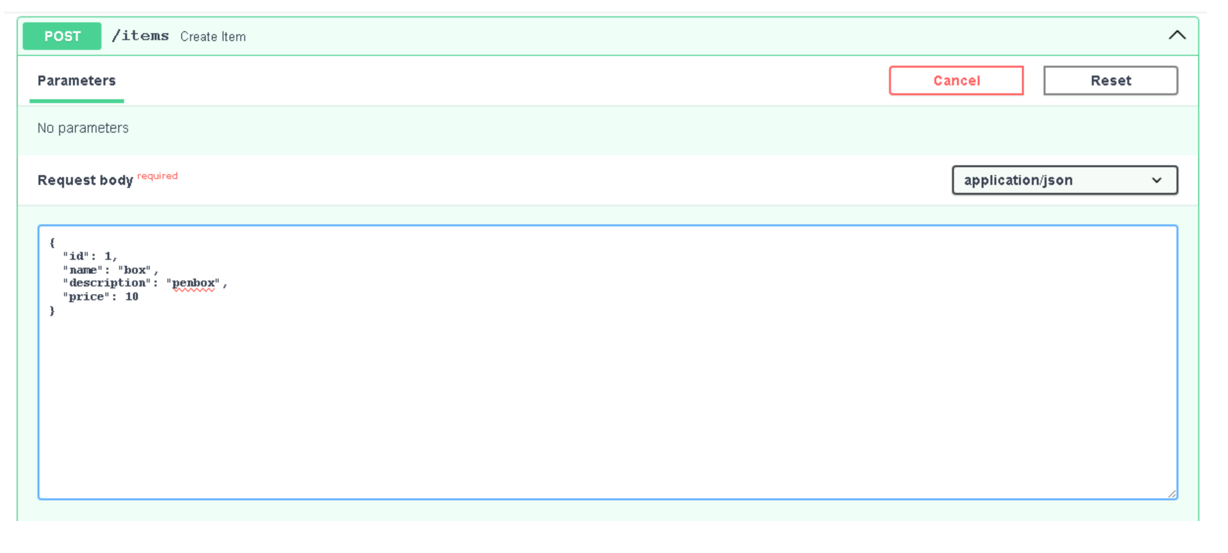 POST /items Create Item
Parameters Cancel Reset
No parameters
Request body required application/json
{
"id": 1,
"name": "box",
"description": "penbox",
"price": 10
}